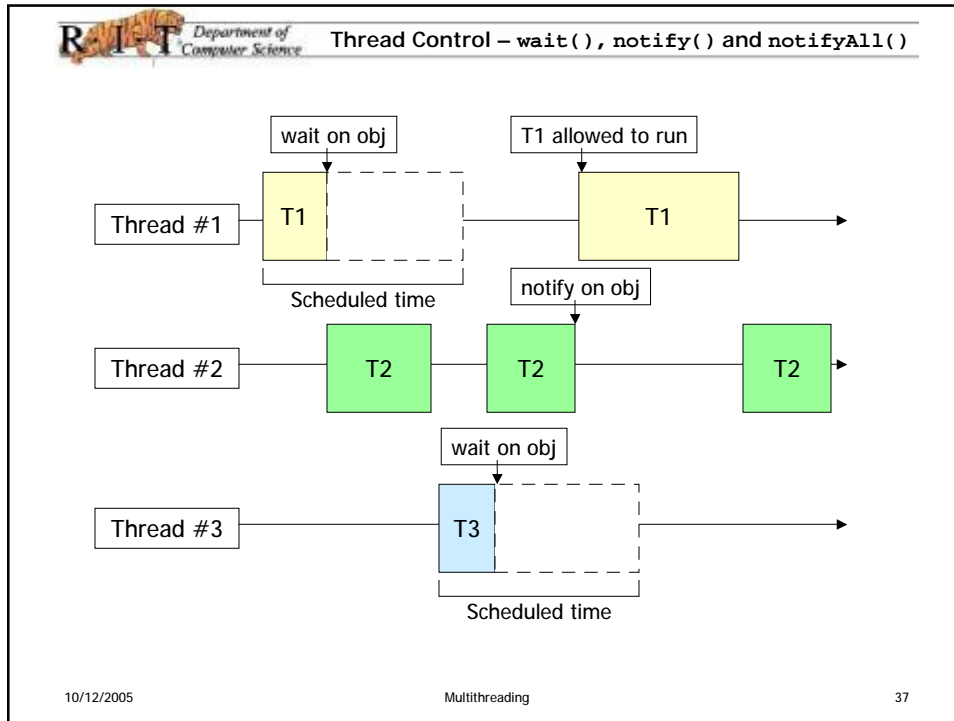 R·I·T Department of
Computer Science
Thread Control – wait(), notify() and notifyAll()
wait on obj
T1 allowed to run
Thread #1
T1
T1
Scheduled time
notify on obj
Thread #2
T2
T2
T2
wait on obj
Thread #3
T3
Scheduled time
10/12/2005
Multithreading
37